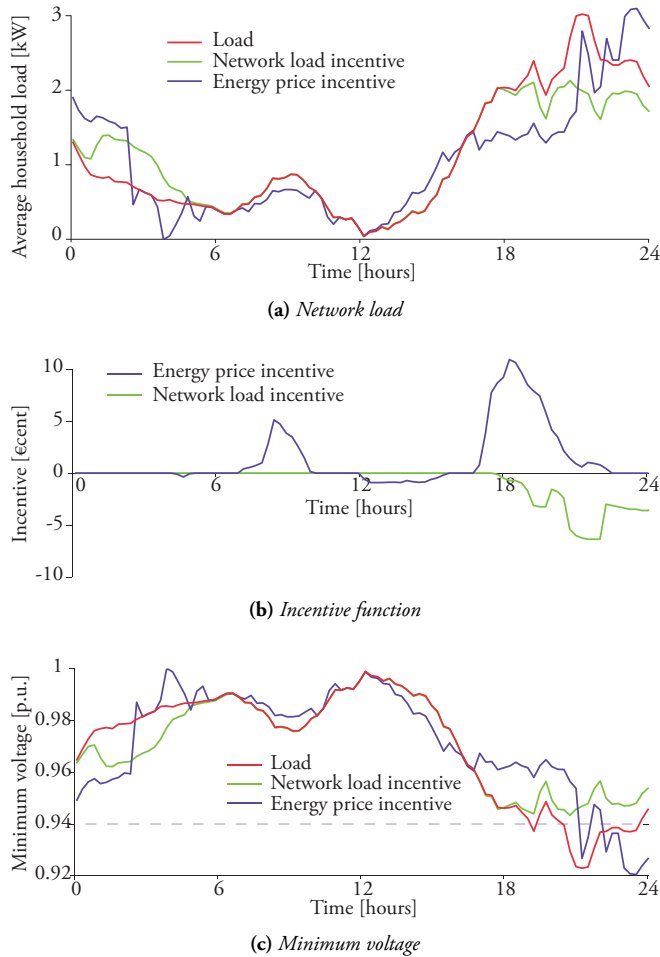 3
2
1
0
Average household load [kW]
Load
Network load incentive
Energy price incentive
6
12
18
24
Time [hours]
(a) Network load
10
5
0
-5
-10
Incentive [€cent]
Energy price incentive
Network load incentive
0
6
12
18
24
Time [hours]
(b) Incentive function
1
0.98
0.96
0.94
0.92
Minimum voltage [p.u.]
Load
Network load incentive
Energy price incentive
0
6
12
18
24
Time [hours]
(c) Minimum voltage